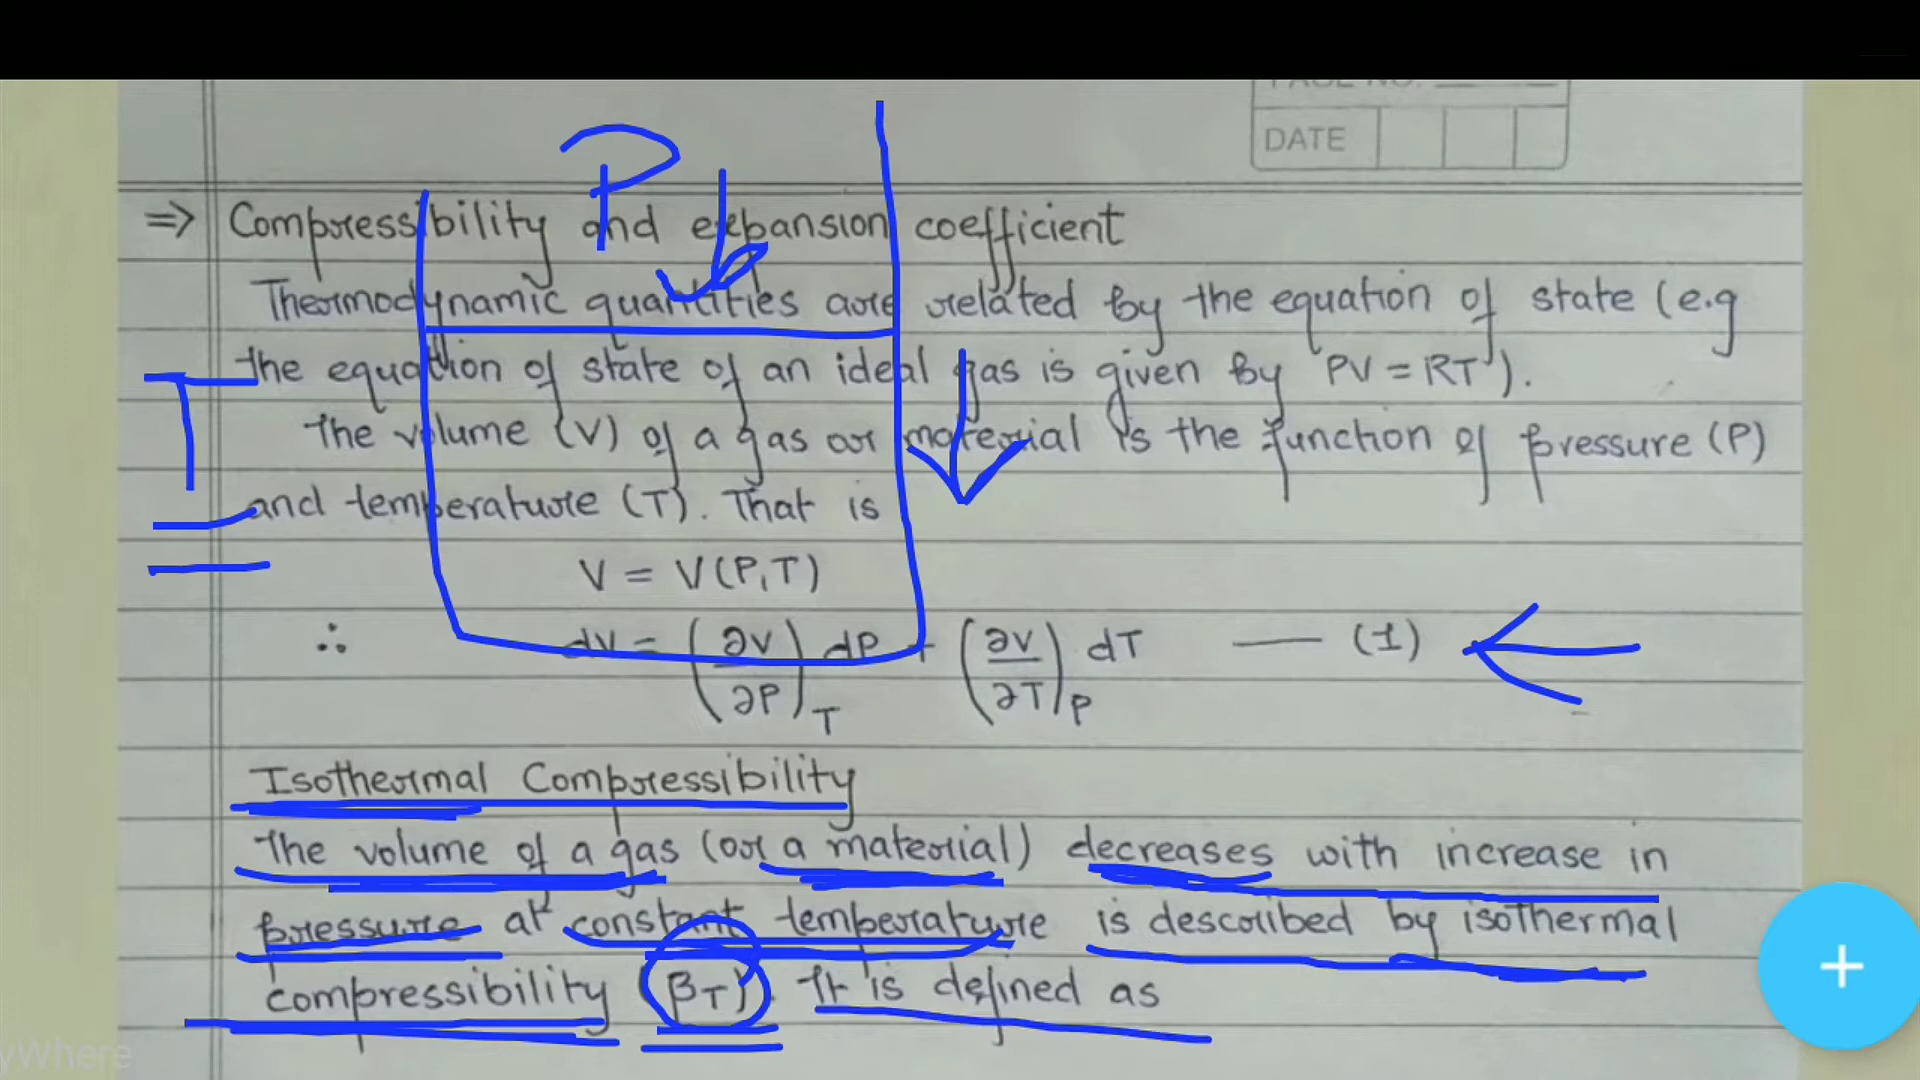 PAGE NO.
DATE
P
⇒ Compressibility and expansion coefficient
Thermodynamic quantities are related by the equation of state (e.g
the equation of state of an ideal gas is given by 'PV = RT').
T
The volume (V) of a gas or material is the function of pressure (P)
and temperature (T). That is
V = V(P,T)
∴ dV = (∂V/∂P)_T dP + (∂V/∂T)_P dT —— (1)
Isothermal Compressibility
The volume of a gas (or a material) decreases with increase in
pressure at constant temperature is described by isothermal
compressibility (β_T). It is defined as
yWhere